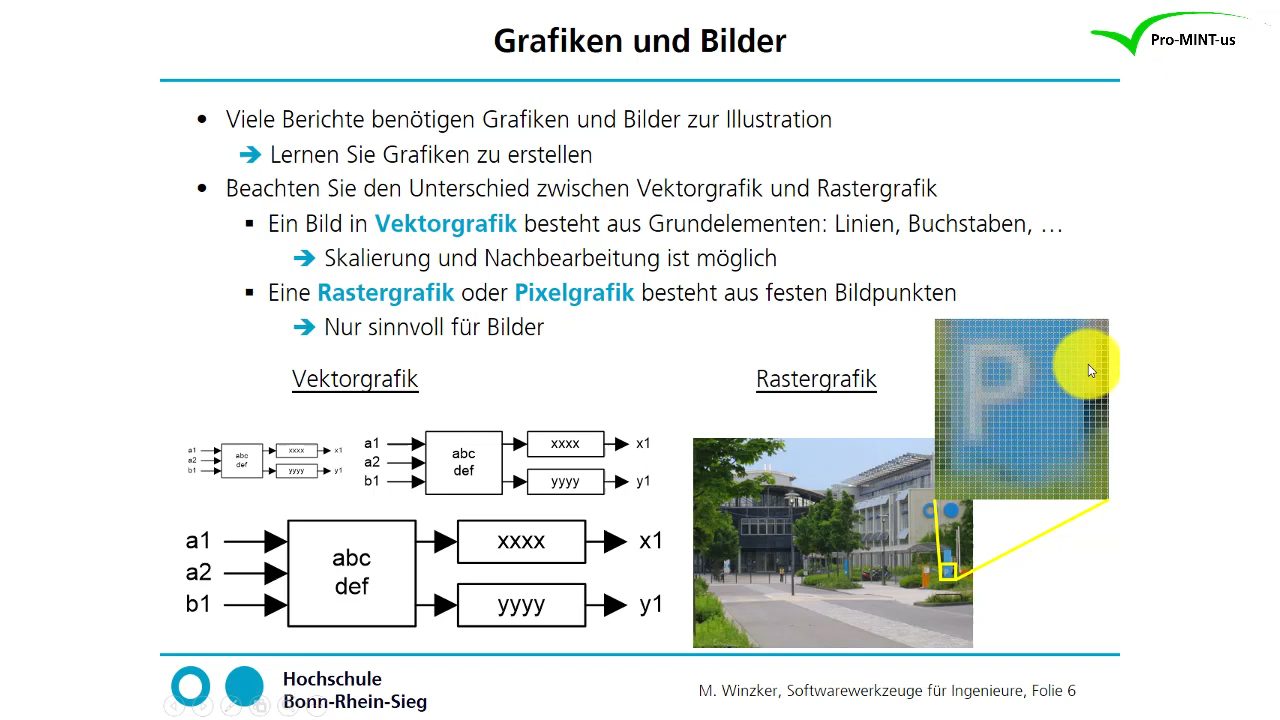 Grafiken und Bilder
Pro-MINT-us
• Viele Berichte benötigen Grafiken und Bilder zur Illustration
➔ Lernen Sie Grafiken zu erstellen
• Beachten Sie den Unterschied zwischen Vektorgrafik und Rastergrafik
▪ Ein Bild in Vektorgrafik besteht aus Grundelementen: Linien, Buchstaben, …
➔ Skalierung und Nachbearbeitung ist möglich
▪ Eine Rastergrafik oder Pixelgrafik besteht aus festen Bildpunkten
➔ Nur sinnvoll für Bilder
Vektorgrafik
a1
a2
b1
abc
def
xxxx
yyyy
x1
y1
a1
a2
b1
abc
def
xxxx
yyyy
x1
y1
a1
a2
b1
abc
def
xxxx
yyyy
x1
y1
Rastergrafik
P
Hochschule
Bonn-Rhein-Sieg
M. Winzker, Softwarewerkzeuge für Ingenieure, Folie 6